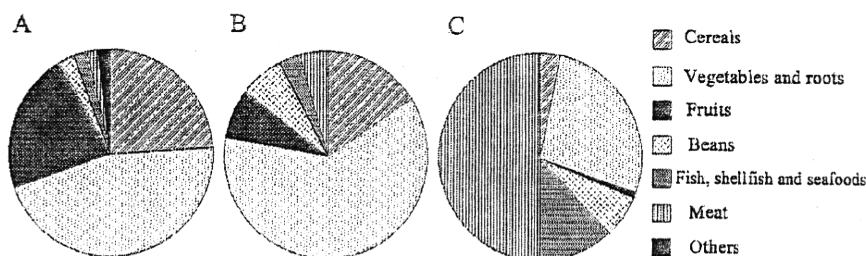 A
B
C
Cereals
Vegetables and roots
Fruits
Beans
Fish, shellfish and seafoods
Meat
Others